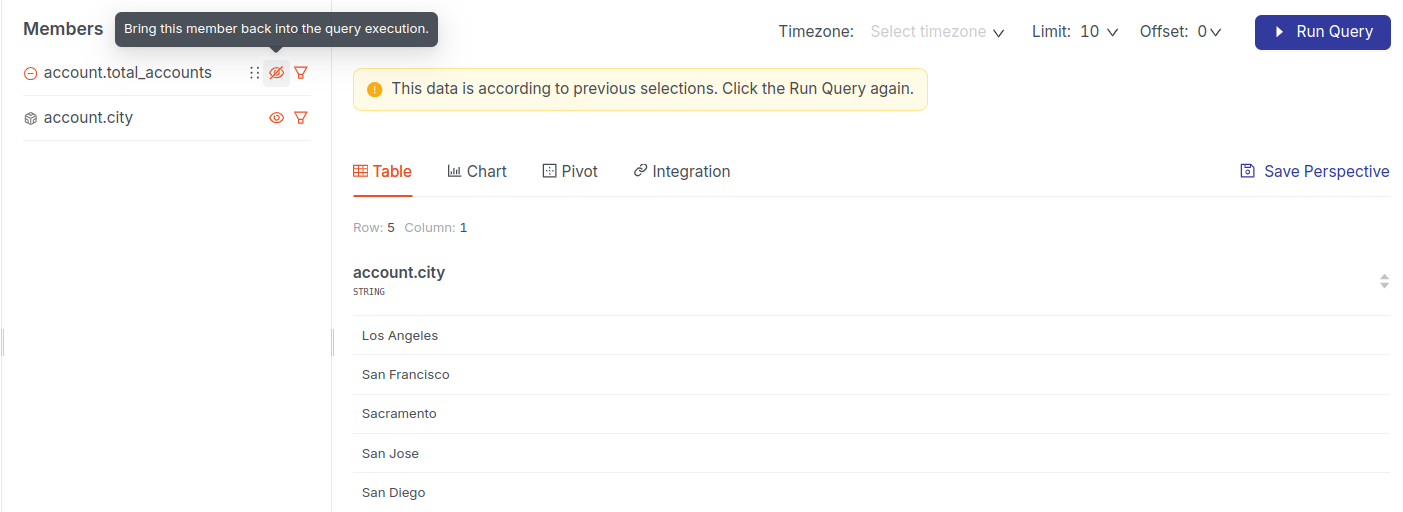 Members
Bring this member back into the query execution.
Timezone: Select timezone Limit: 10 Offset: 0 Run Query
account.total_accounts
This data is according to previous selections. Click the Run Query again.
account.city
Table Chart Pivot Integration Save Perspective
Row: 5 Column: 1
account.city
STRING
Los Angeles
San Francisco
Sacramento
San Jose
San Diego